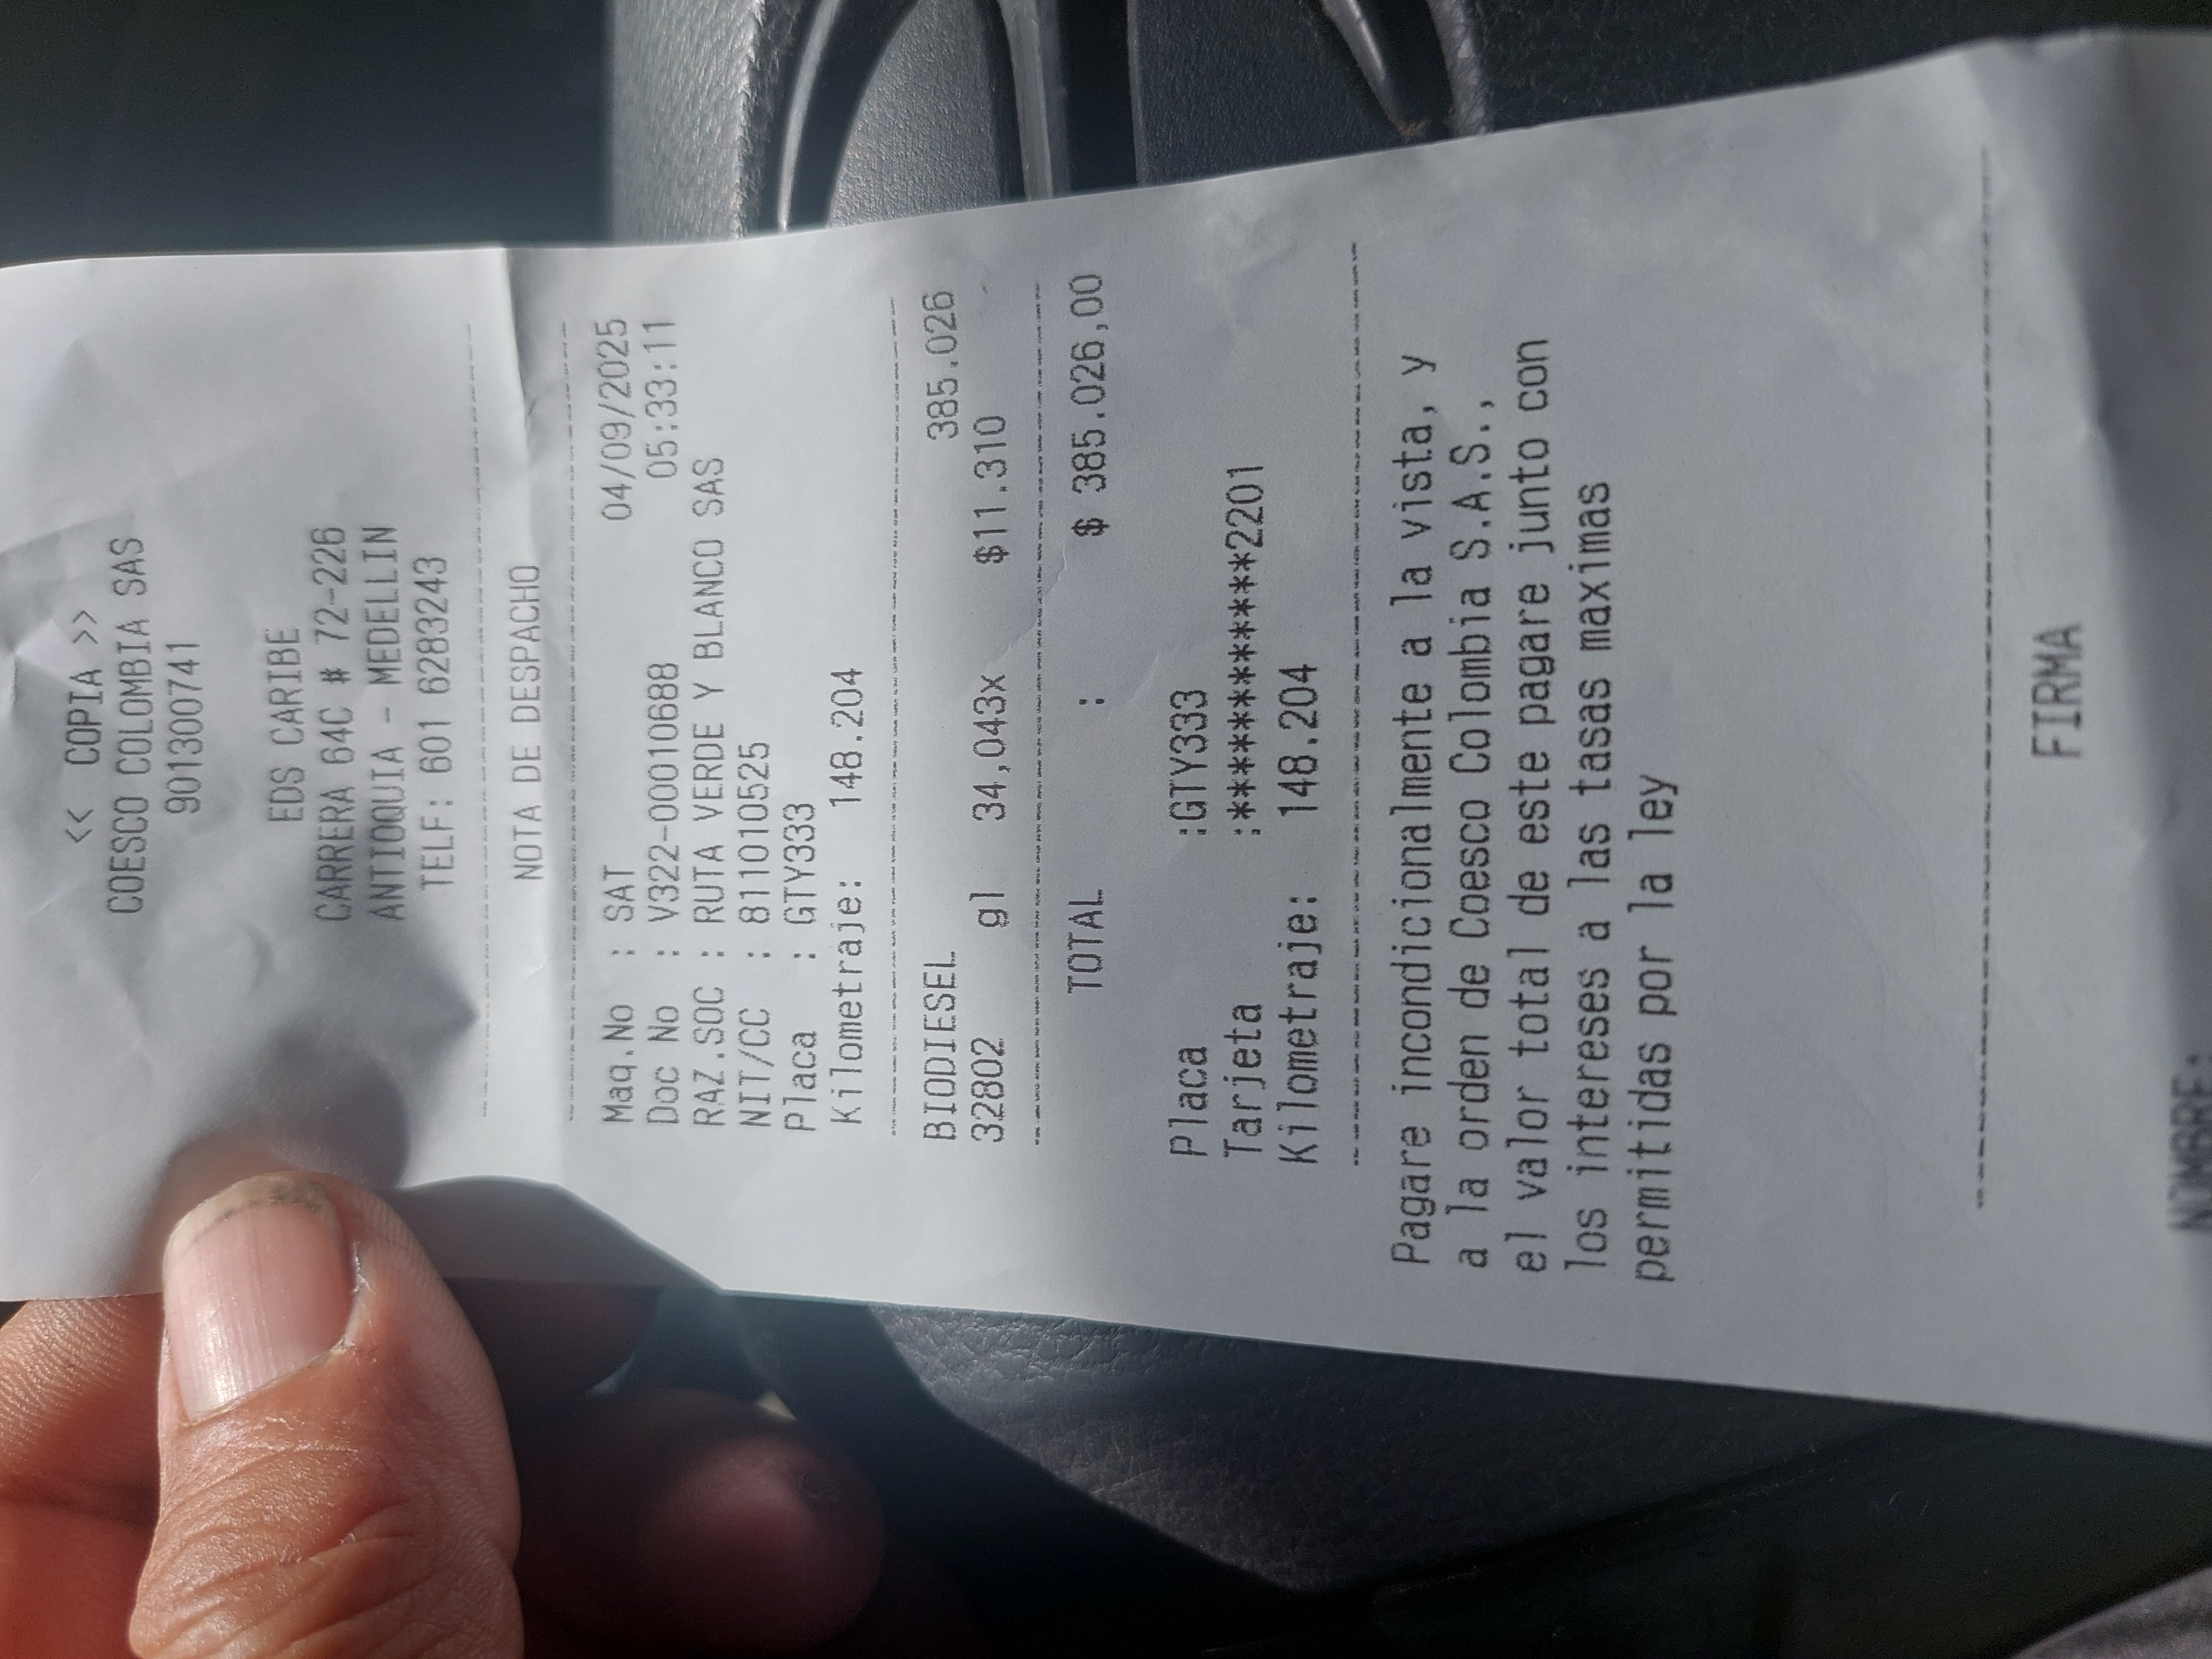 << COPIA >>
COESCO COLOMBIA SAS
901300741
EDS CARIBE
CARRERA 64C # 72-226
ANTIOQUIA - MEDELLIN
TELF: 601 6283243
NOTA DE DESPACHO
Maq.No : SAT 04/09/2025
Doc No : V322-00010688 05:33:11
RAZ.SOC : RUTA VERDE Y BLANCO SAS
NIT/CC : 811010525
Placa : GTY333
Kilometraje: 148.204
BIODIESEL 385.026
32802 gl 34,043x $11.310
TOTAL : $ 385.026,00
Placa :GTY333
Tarjeta :************2201
Kilometraje: 148.204
Pagare incondicionalmente a la vista, y
a la orden de Coesco Colombia S.A.S.,
el valor total de este pagare junto con
los intereses a las tasas maximas
permitidas por la ley
FIRMA
NOMBRE: